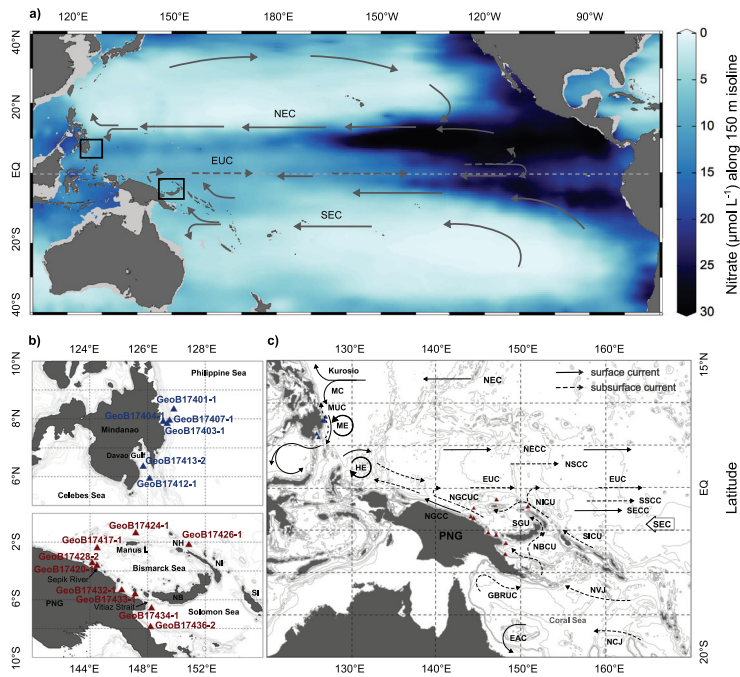 a)
120°E 150°E 180°W 150°W 120°W 90°W
40°N
20°N
EQ
20°S
40°S
NEC
EUC
SEC
0
5
10
15
20
25
30
Nitrate (μmol L⁻¹) along 150 m isoline
b)
124°E 126°E 128°E
10°N
8°N
6°N
Philippine Sea
GeoB17401-1
GeoB17407-1
GeoB17403-1
Mindanao
Davao Gulf
GeoB17413-2
GeoB17412-1
Celebes Sea
2°S
6°S
10°S
GeoB17424-1
GeoB17426-1
GeoB17417-1
Manus I.
NH
GeoB17428-2
Bismarck Sea
NI
Sepik River
GeoB17432-1
PNG
NB
SI
Vitiaz Strait
Solomon Sea
GeoB17434-1
GeoB17436-2
144°E 148°E 152°E
c)
130°E 140°E 150°E 160°E
15°N
EQ
20°S
Latitude
Kurosio
MC
NEC
surface current
subsurface current
MUC
ME
HE
NECC
NSCC
EUC
EUC
NGCUC
NICU
SSCC
NGCC
SECC
SGU
SEC
PNG
NBCU
SICU
GBRUC
NVJ
Coral Sea
EAC
NCJ
130°E 140°E 150°E 160°E